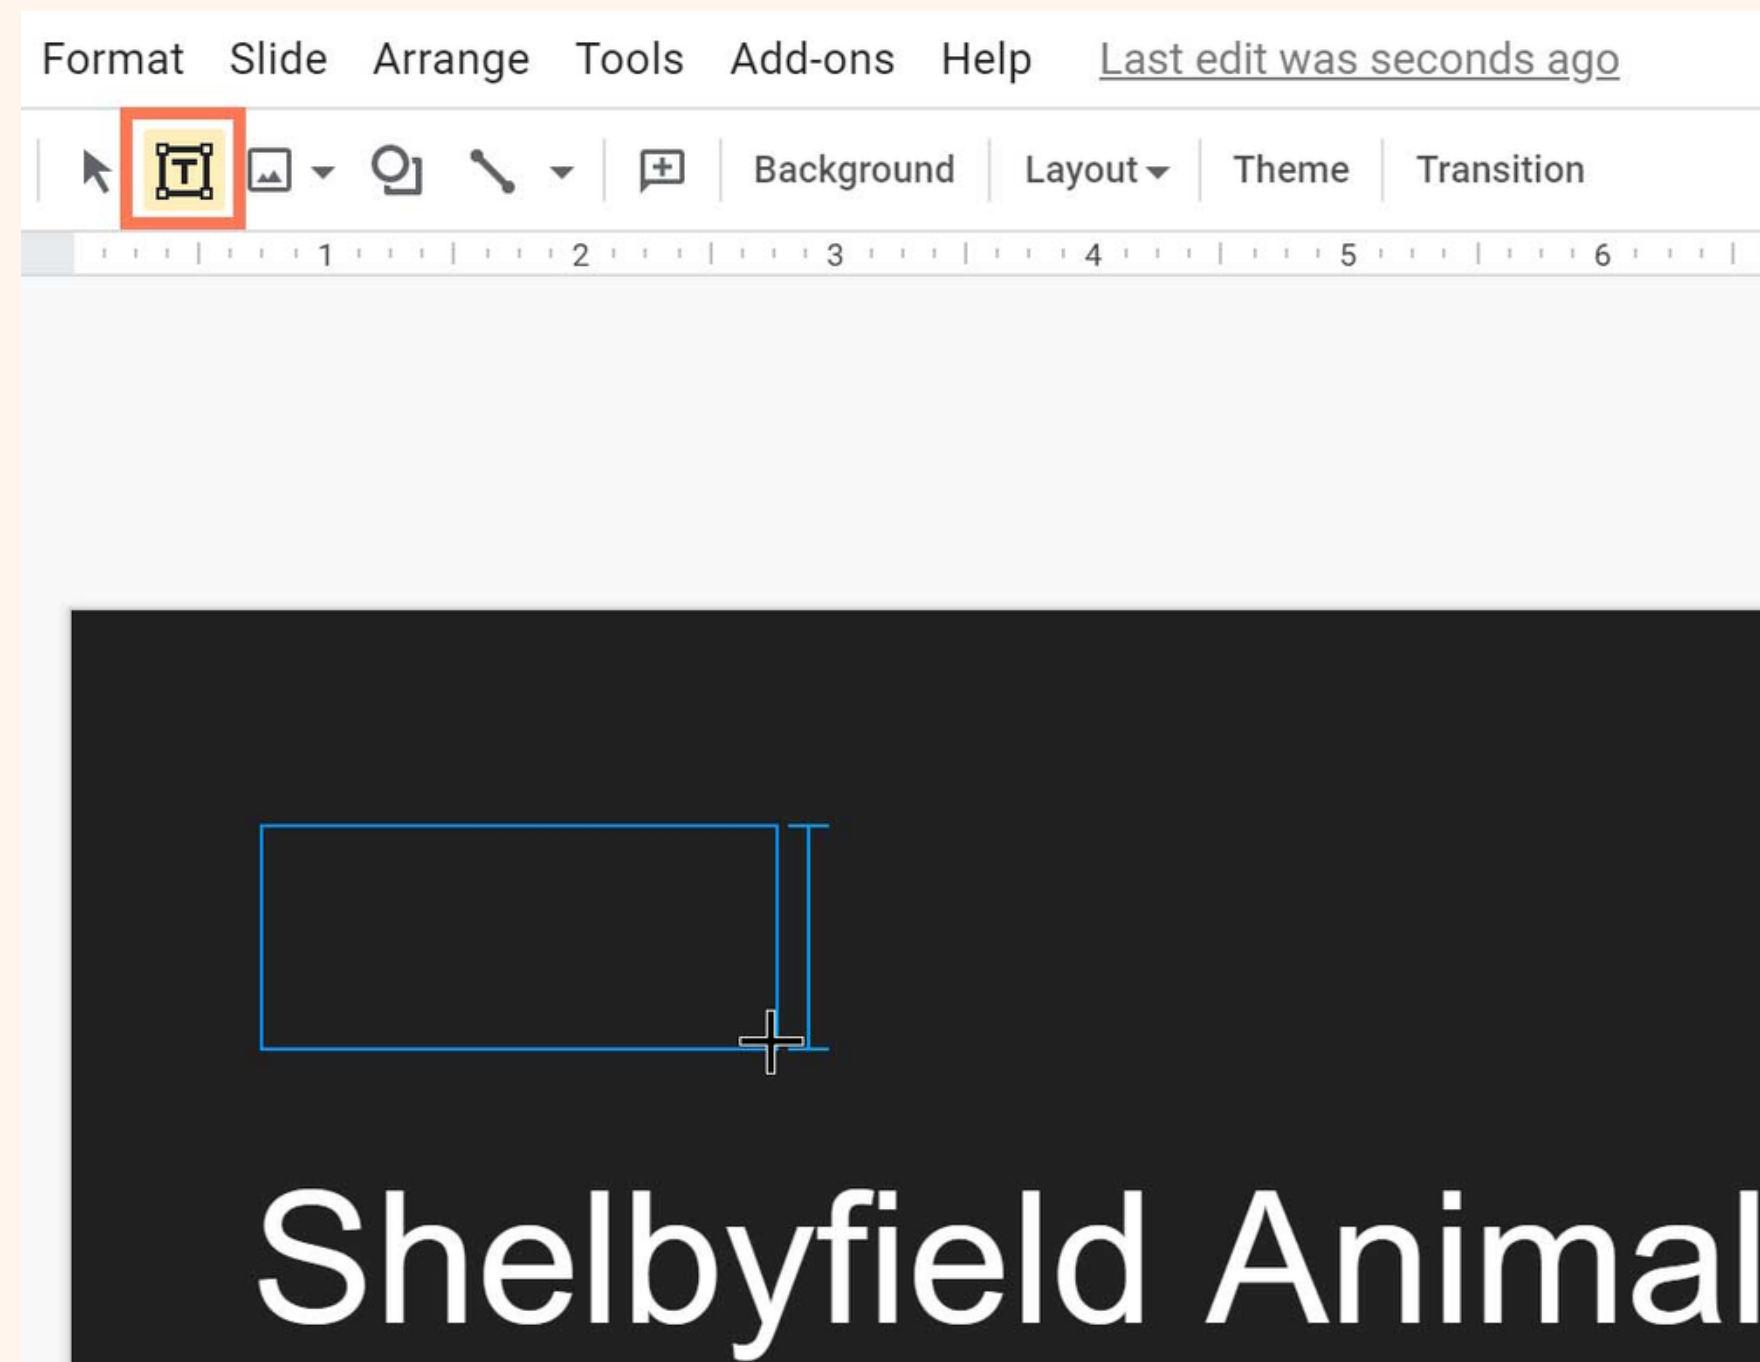 Format Slide Arrange Tools Add-ons Help Last edit was seconds ago
T Background Layout Theme Transition
1 2 3 4 5 6
Shelbyfield Animal